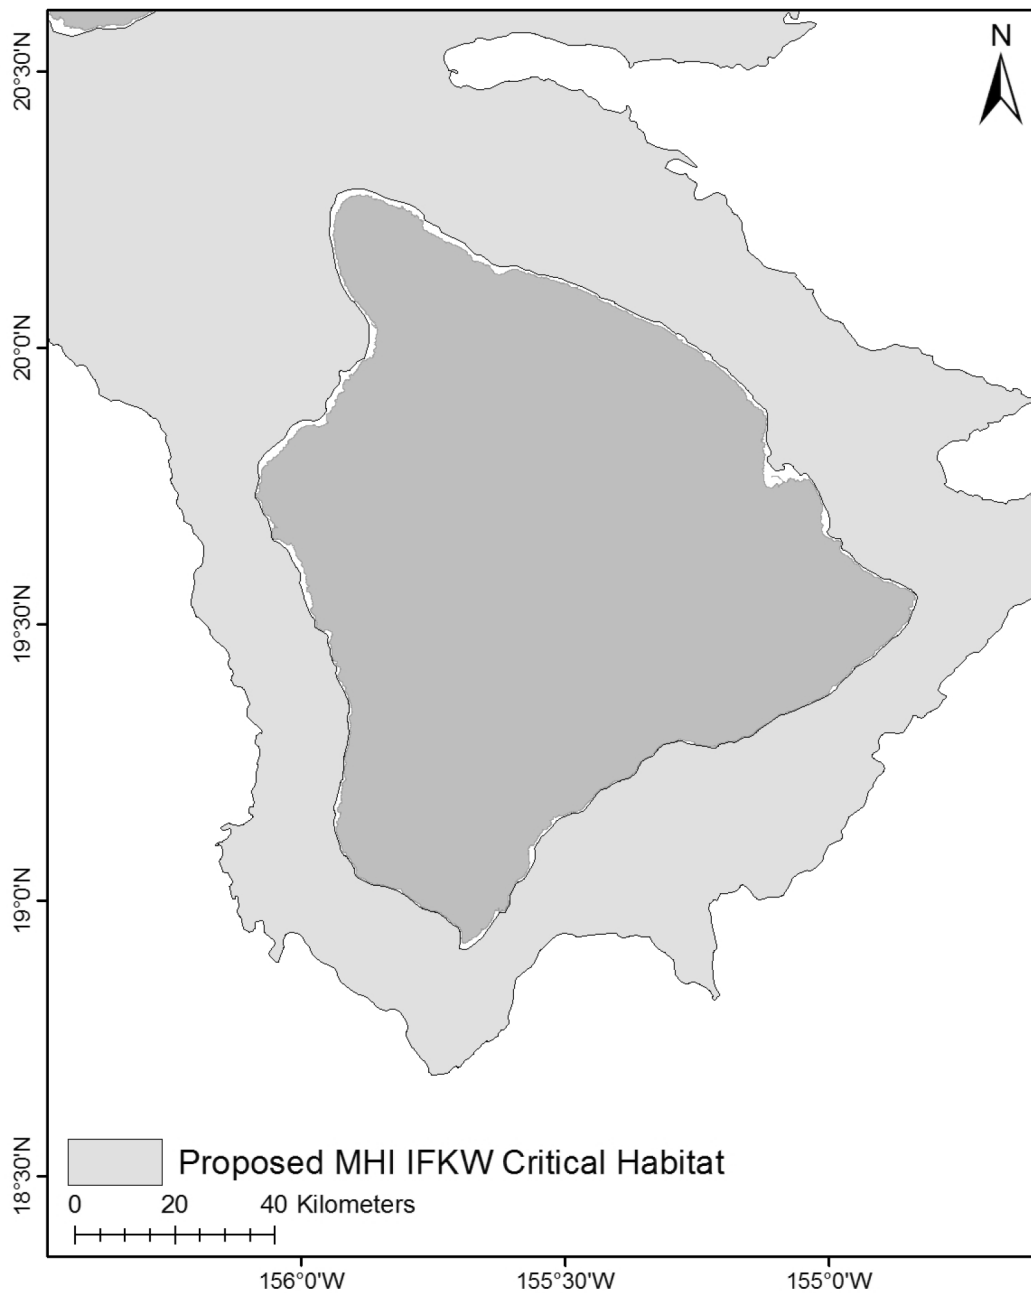 N
20°30'N
20°0'N
19°30'N
19°0'N
18°30'N
Proposed MHI IFKW Critical Habitat
0 20 40 Kilometers
156°0'W 155°30'W 155°0'W